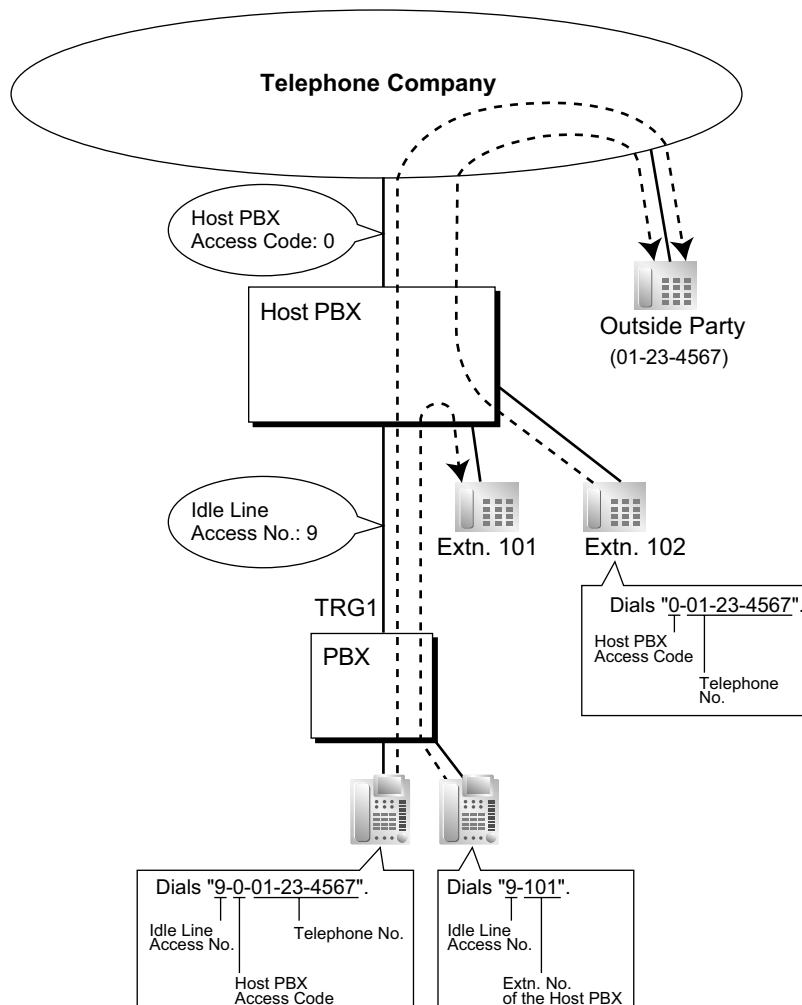 Telephone Company
Host PBX
Access Code: 0
Host PBX
Outside Party
(01-23-4567)
Idle Line
Access No.: 9
Extn. 101
Extn. 102
TRG1
PBX
Dials "0-01-23-4567".
Host PBX
Access Code
Telephone
No.
Dials "9-0-01-23-4567".
Idle Line
Access No.
Telephone No.
Host PBX
Access Code
Dials "9-101".
Idle Line
Access No.
Extn. No.
of the Host PBX